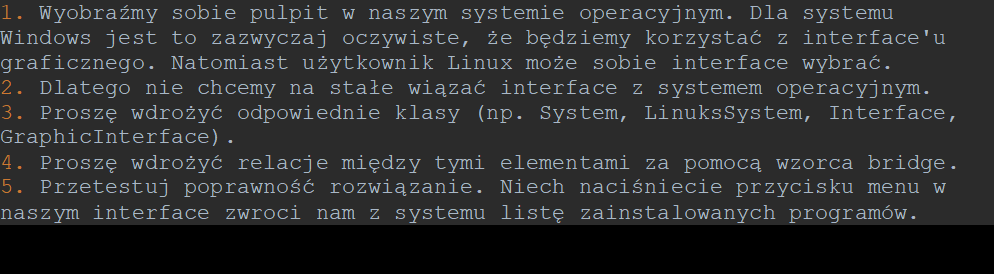 1. Wyobraźmy sobie pulpit w naszym systemie operacyjnym. Dla systemu
Windows jest to zazwyczaj oczywiste, że będziemy korzystać z interface'u
graficznego. Natomiast użytkownik Linux może sobie interface wybrać.
2. Dlatego nie chcemy na stałe wiązać interface z systemem operacyjnym.
3. Proszę wdrożyć odpowiednie klasy (np. System, LinuksSystem, Interface,
GraphicInterface).
4. Proszę wdrożyć relacje między tymi elementami za pomocą wzorca bridge.
5. Przetestuj poprawność rozwiązanie. Niech naciśniecie przycisku menu w
naszym interface zwroci nam z systemu listę zainstalowanych programów.